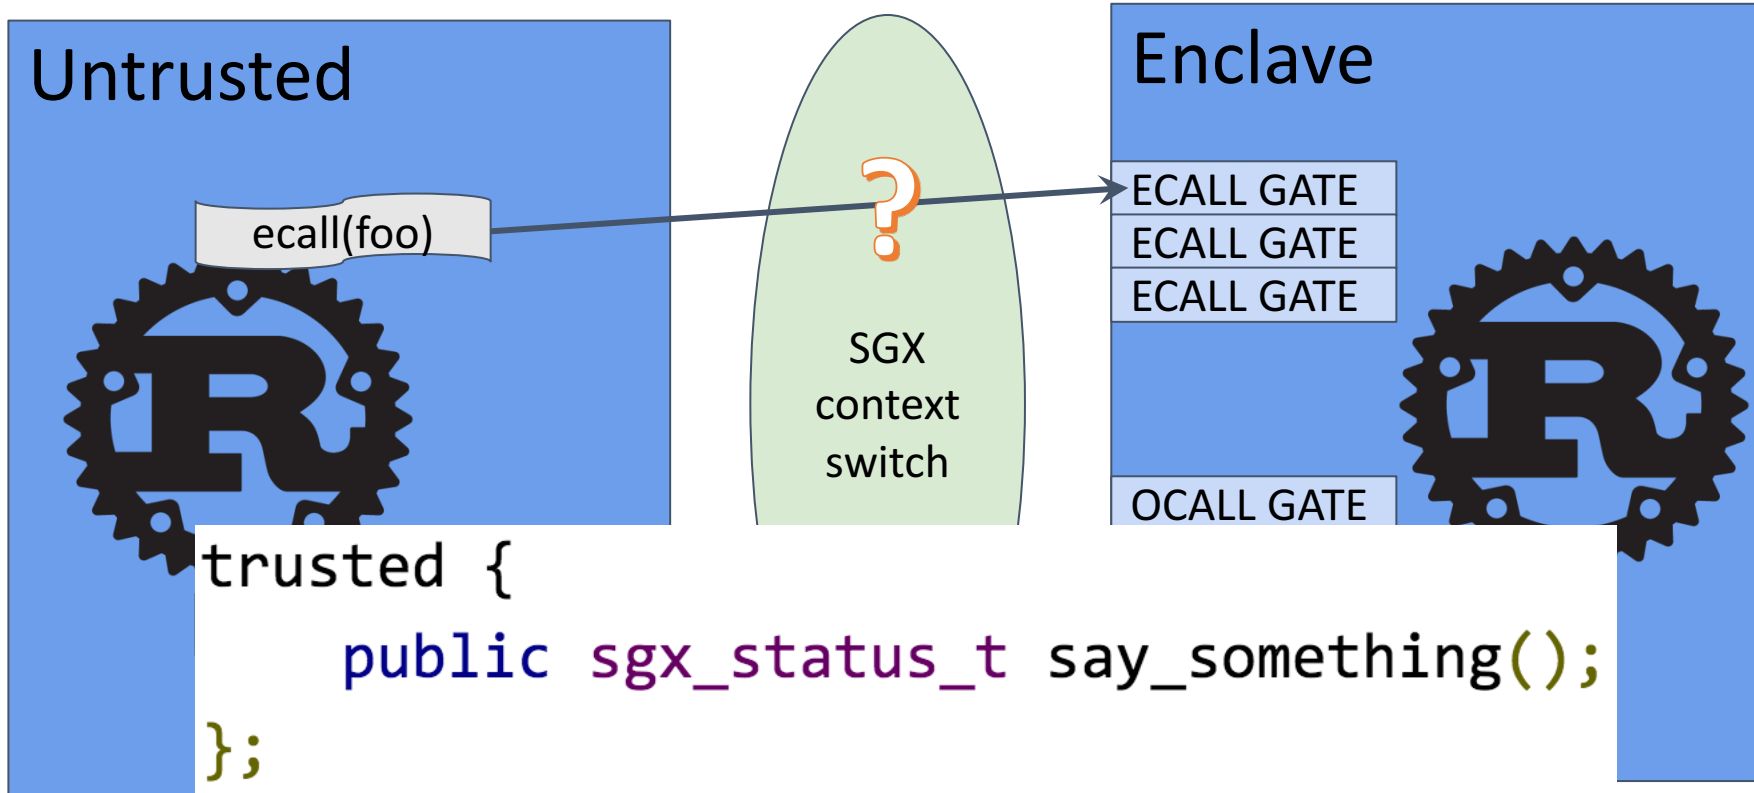 Untrusted
Enclave
?
ecall(foo)
ECALL GATE
ECALL GATE
ECALL GATE
SGX
context
switch
OCALL GATE
R
R
trusted {
    public sgx_status_t say_something();
};